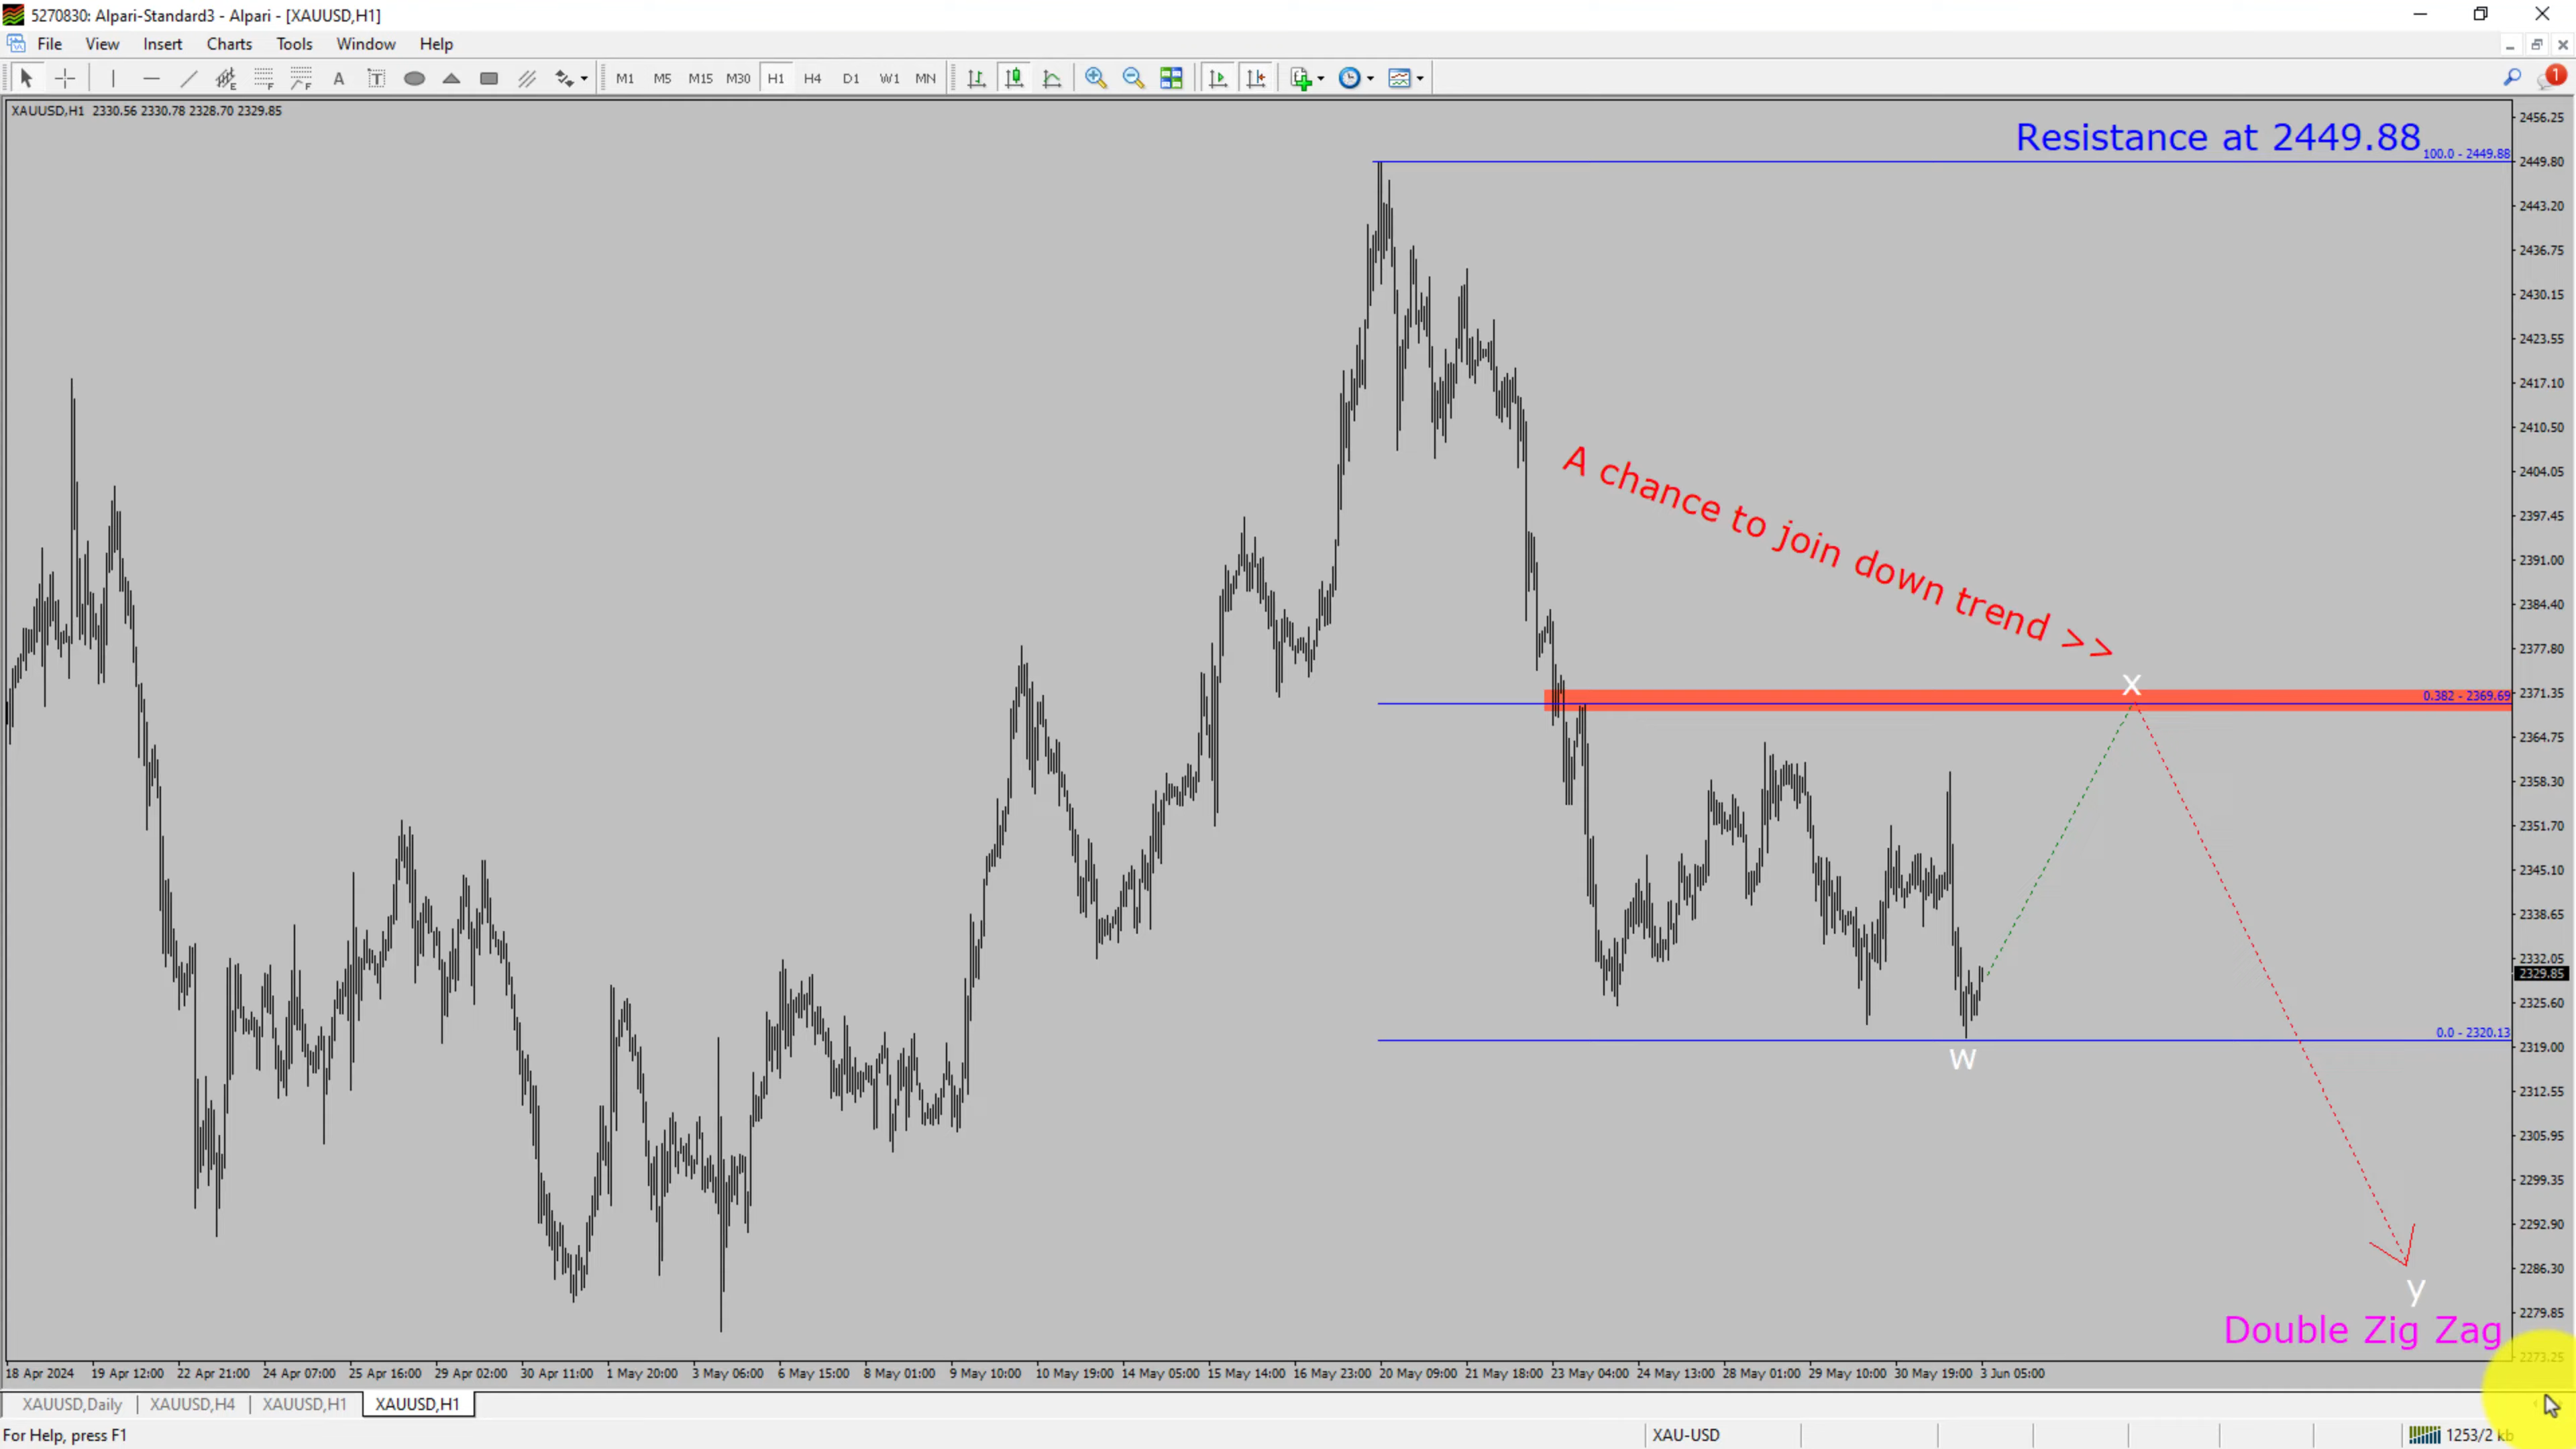 5270830: Alpari-Standard3 - Alpari - [XAUUSD,H1]
File View Insert Charts Tools Window Help
A T M1 M5 M15 M30 H1 H4 D1 W1 MN 1
XAUUSD,H1 2330.56 2330.78 2328.70 2329.85
2456.25
Resistance at 2449.88
100.0 - 2449.88
2449.80
2443.20
2436.75
2430.15
2423.55
2417.10
2410.50
2404.05
2397.45
2391.00
2384.40
A chance to join down trend >>
2377.80
x
0.382 - 2369.69
2371.35
2364.75
2358.30
2351.70
2345.10
2338.65
2332.05
2329.85
2325.60
0.0 - 2320.13
2319.00
w
2312.55
2305.95
2299.35
2292.90
2286.30
y
2279.85
Double Zig Zag
2273.25
18 Apr 2024 19 Apr 12:00 22 Apr 21:00 24 Apr 07:00 25 Apr 16:00 29 Apr 02:00 30 Apr 11:00 1 May 20:00 3 May 06:00 6 May 15:00 8 May 01:00 9 May 10:00 10 May 19:00 14 May 05:00 15 May 14:00 16 May 23:00 20 May 09:00 21 May 18:00 23 May 04:00 24 May 13:00 28 May 01:00 29 May 10:00 30 May 19:00 3 Jun 05:00
XAUUSD,Daily XAUUSD,H4 XAUUSD,H1 XAUUSD,H1
For Help, press F1 XAU-USD 1253/2 kb